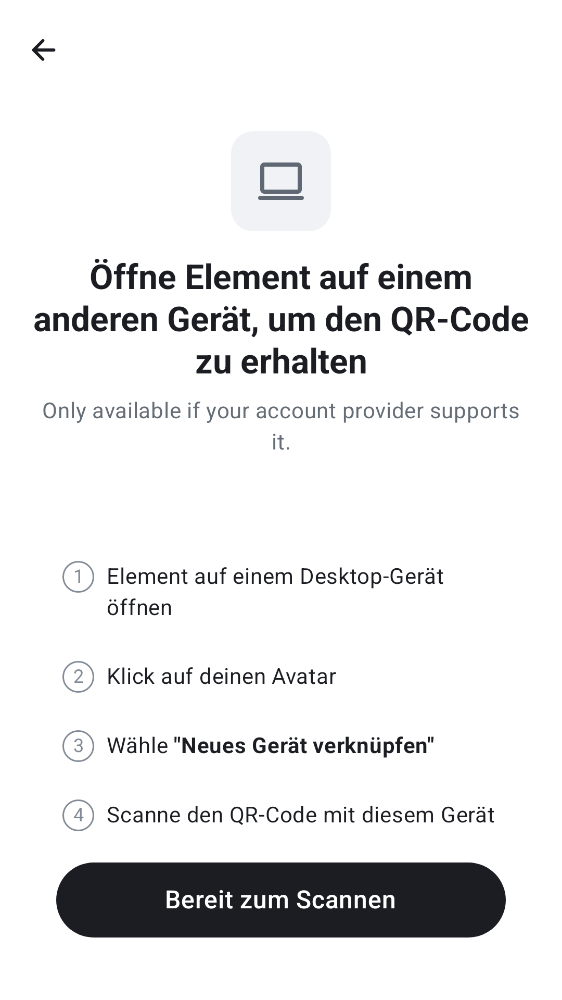 Öffne Element auf einem
anderen Gerät, um den QR-Code
zu erhalten
Only available if your account provider supports
it.
1 Element auf einem Desktop-Gerät
öffnen
2 Klick auf deinen Avatar
3 Wähle "Neues Gerät verknüpfen"
4 Scanne den QR-Code mit diesem Gerät
Bereit zum Scannen